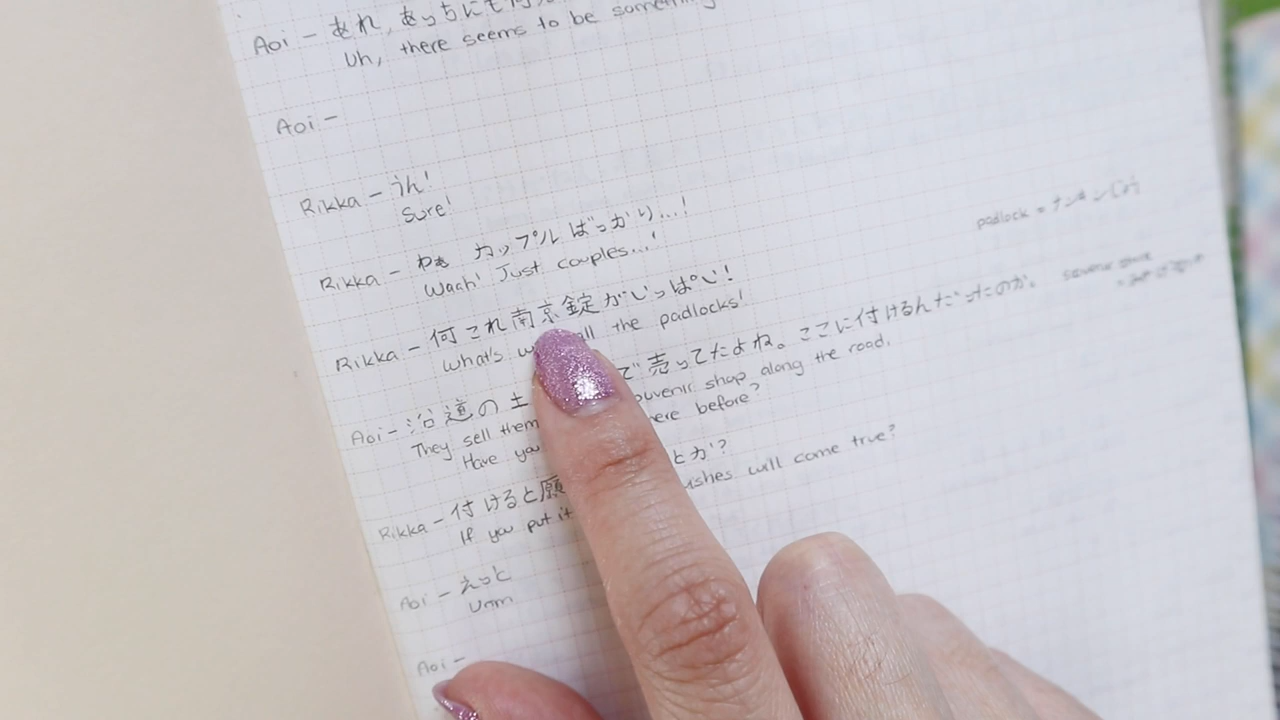 Aoi - あれ, あっちにも
Uh, there seems to be something
Aoi -
Rikka - うん!
Sure!
Rikka - わぁ カップル ばっかり...!
Waah! Just couples...!
padlock = ナンキンじょう
Rikka - 何これ南京錠がいっぱい!
What's all the padlocks!
Aoi - 沿道の土 で売ってたよね。ここに付けるんだったのか。
They sell them souvenir shop along the road.
Have you here before?
Rikka - 付けると願 とか?
If you put it wishes will come true?
Aoi - えっと
Umm
Aoi -